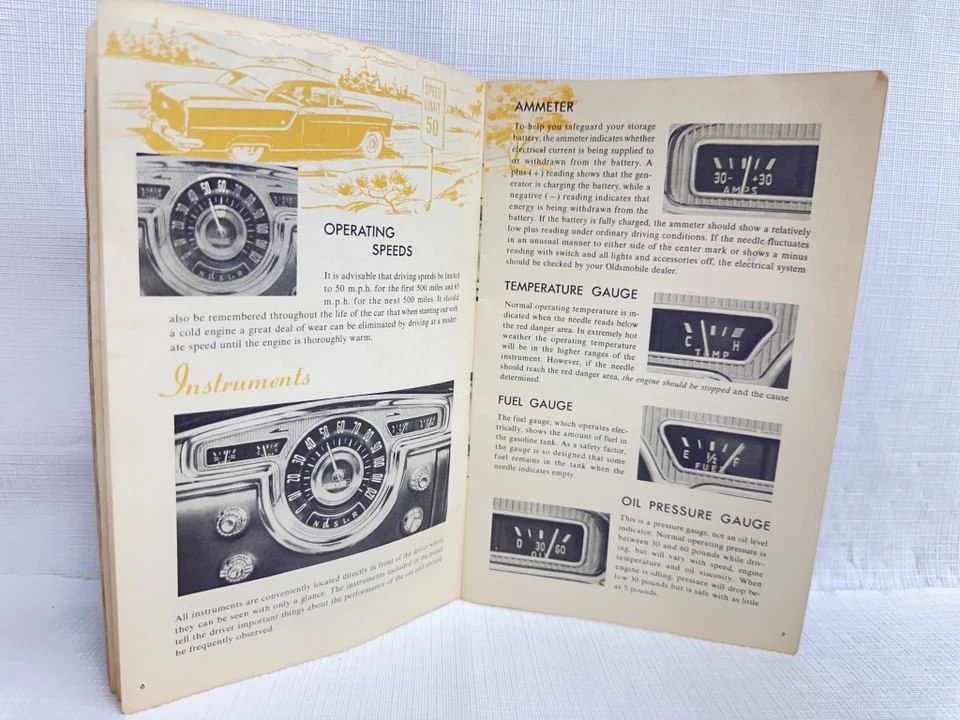 SPEED
LIMIT
50
OPERATING
SPEEDS
It is advisable that driving speeds be limited
to 50 m.p.h. for the first 500 miles and 65
m.p.h. for the next 500 miles. It should
also be remembered throughout the life of the car that when starting out with
a cold engine a great deal of wear can be eliminated by driving at a moder-
ate speed until the engine is thoroughly warm.
Instruments
0 10 20 30 40 50 60 70 80 90 100 110 120
N D S L R
All instruments are conveniently located directly in front of the driver where
they can be seen with only a glance. The instruments included in the panel
tell the driver important things about the performance of the car and should
be frequently observed.
6
AMMETER
To help you safeguard your storage
battery, the ammeter indicates whether
electrical current is being supplied to
or withdrawn from the battery. A
plus (+) reading shows that the gen-
erator is charging the battery, while a
negative (−) reading indicates that
energy is being withdrawn from the
battery. If the battery is fully charged, the ammeter should show a relatively
low plus reading under ordinary driving conditions. If the needle fluctuates
in an unusual manner to either side of the center mark or shows a minus
reading with switch and all lights and accessories off, the electrical system
should be checked by your Oldsmobile dealer.
30- +30
AMPS
TEMPERATURE GAUGE
Normal operating temperature is in-
dicated when the needle reads below
the red danger area. In extremely hot
weather the operating temperature
will be in the higher ranges of the
instrument. However, if the needle
should reach the red danger area, the engine should be stopped and the cause
determined.
C H
TEMP
FUEL GAUGE
The fuel gauge, which operates elec-
trically, shows the amount of fuel in
the gasoline tank. As a safety factor,
the gauge is so designed that some
fuel remains in the tank when the
needle indicates empty.
E ½ F
FUEL
OIL PRESSURE GAUGE
This is a pressure gauge, not an oil level
indicator. Normal operating pressure is
between 30 and 60 pounds while driv-
ing, but will vary with speed, engine
temperature and oil viscosity. When
engine is idling, pressure will drop be-
low 30 pounds but is safe with as little
as 5 pounds.
0 30 60
OIL
7